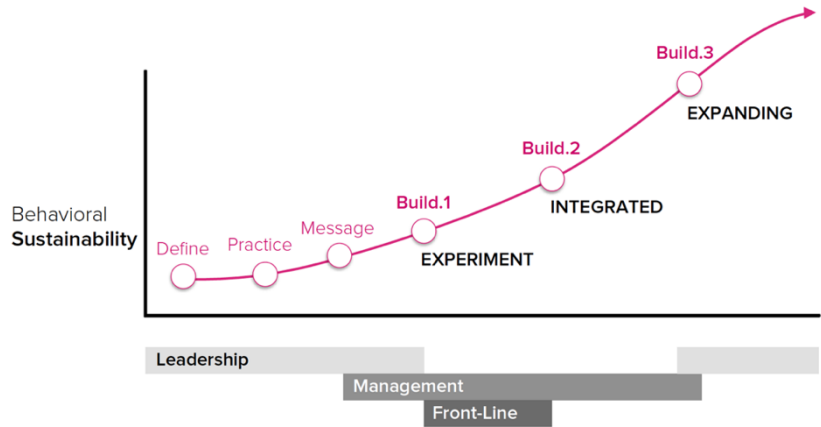 Behavioral
Sustainability
Define
Practice
Message
Build.1
EXPERIMENT
Build.2
INTEGRATED
Build.3
EXPANDING
Leadership
Management
Front-Line